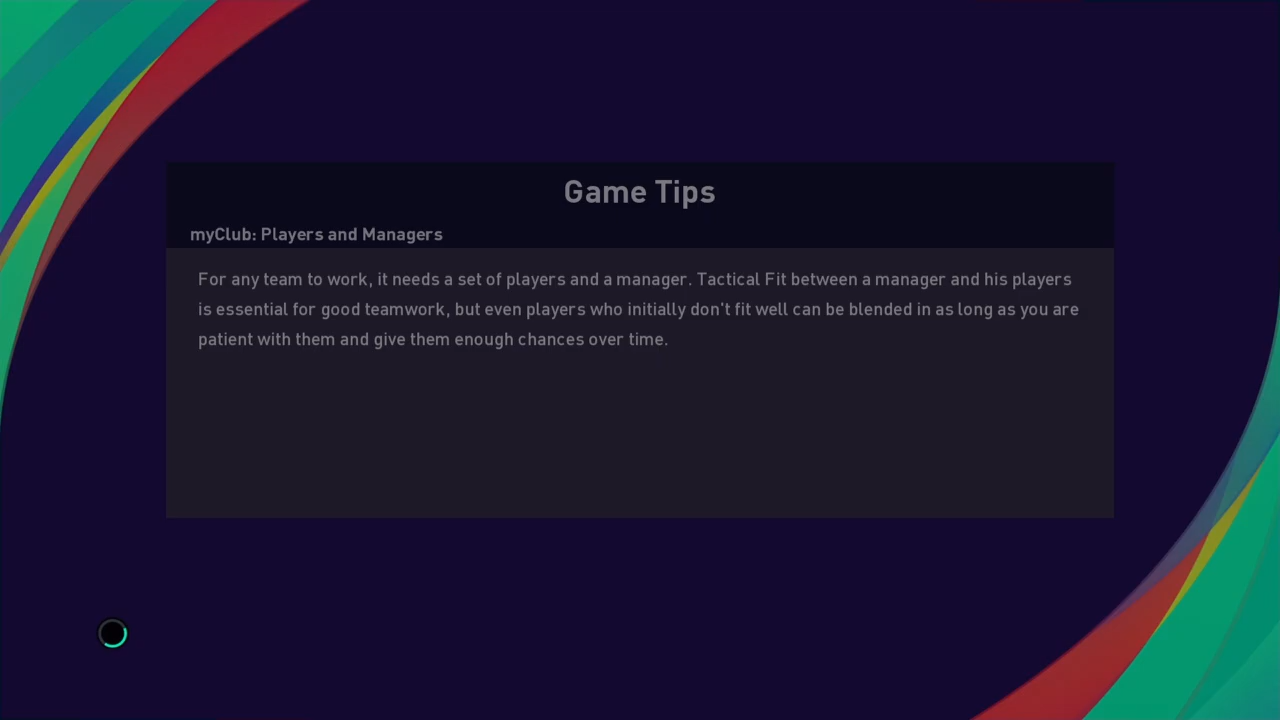 Game Tips
myClub: Players and Managers
For any team to work, it needs a set of players and a manager. Tactical Fit between a manager and his players
is essential for good teamwork, but even players who initially don't fit well can be blended in as long as you are
patient with them and give them enough chances over time.